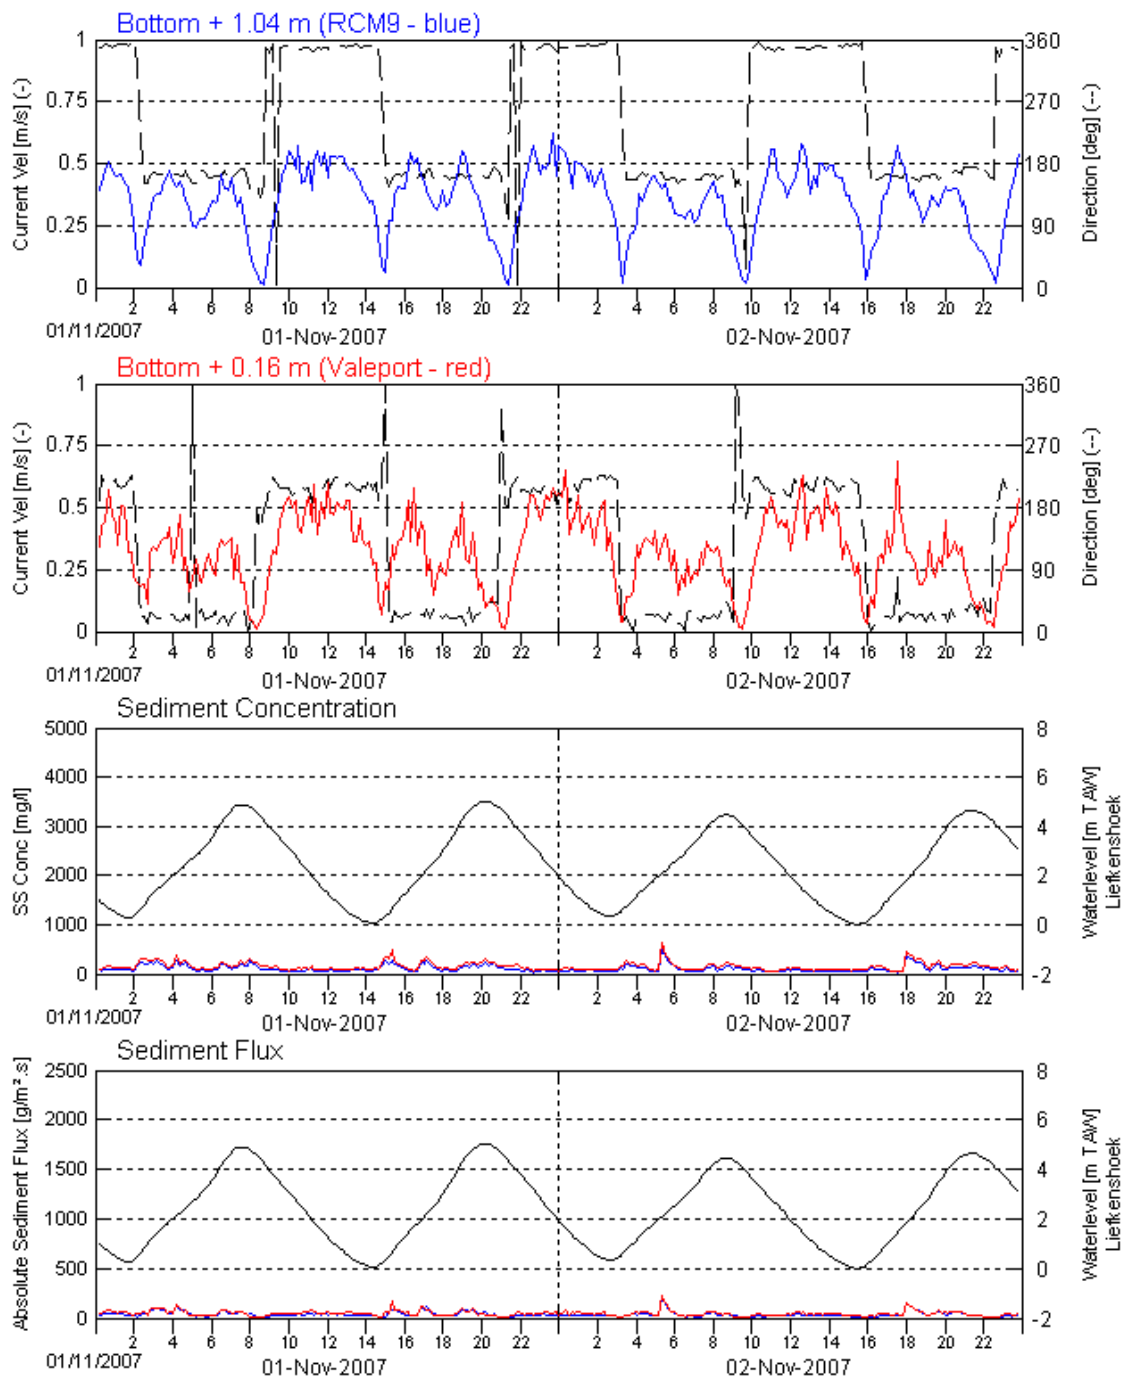 Bottom + 1.04 m (RCM9 - blue)
Current Vel [m/s] (-)
1
0.75
0.5
0.25
0
360
270
180
90
0
Direction [deg] (--)
2 4 6 8 10 12 14 16 18 20 22 2 4 6 8 10 12 14 16 18 20 22
01/11/2007
01-Nov-2007
02-Nov-2007
Bottom + 0.16 m (Valeport - red)
Current Vel [m/s] (-)
1
0.75
0.5
0.25
0
360
270
180
90
0
Direction [deg] (--)
2 4 6 8 10 12 14 16 18 20 22 2 4 6 8 10 12 14 16 18 20 22
01/11/2007
01-Nov-2007
02-Nov-2007
Sediment Concentration
SS Conc [mg/l]
5000
4000
3000
2000
1000
0
8
6
4
2
0
-2
Waterlevel [m TAW]
Liefkenshoek
2 4 6 8 10 12 14 16 18 20 22 2 4 6 8 10 12 14 16 18 20 22
01/11/2007
01-Nov-2007
02-Nov-2007
Sediment Flux
Absolute Sediment Flux [g/m².s]
2500
2000
1500
1000
500
0
8
6
4
2
0
-2
Waterlevel [m TAW]
Liefkenshoek
2 4 6 8 10 12 14 16 18 20 22 2 4 6 8 10 12 14 16 18 20 22
01/11/2007
01-Nov-2007
02-Nov-2007